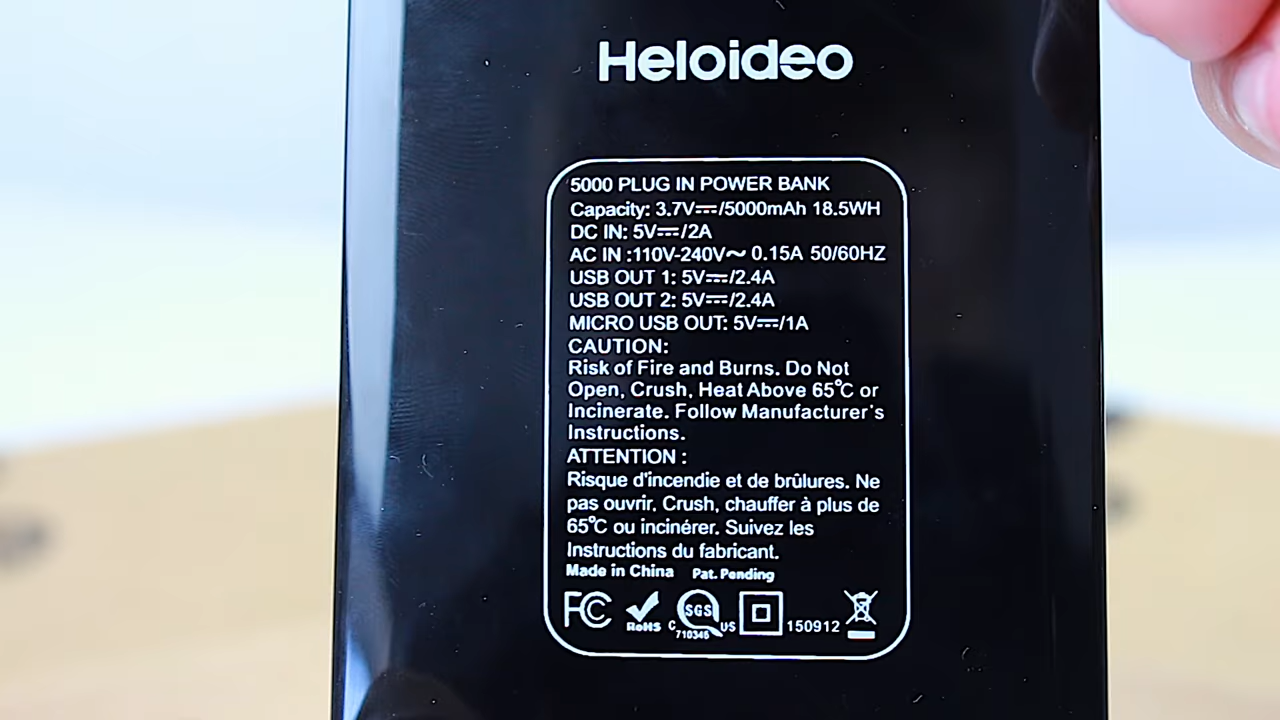 Heloideo
5000 PLUG IN POWER BANK
Capacity: 3.7V⎓/5000mAh 18.5WH
DC IN: 5V⎓/2A
AC IN :110V-240V～ 0.15A 50/60HZ
USB OUT 1: 5V⎓/2.4A
USB OUT 2: 5V⎓/2.4A
MICRO USB OUT: 5V⎓/1A
CAUTION:
Risk of Fire and Burns. Do Not
Open, Crush, Heat Above 65℃ or
Incinerate. Follow Manufacturer's
Instructions.
ATTENTION :
Risque d'incendie et de brûlures. Ne
pas ouvrir, Crush, chauffer à plus de
65℃ ou incinérer. Suivez les
Instructions du fabricant.
Made in China Pat. Pending
FC RoHS C SGS US 710345 150912